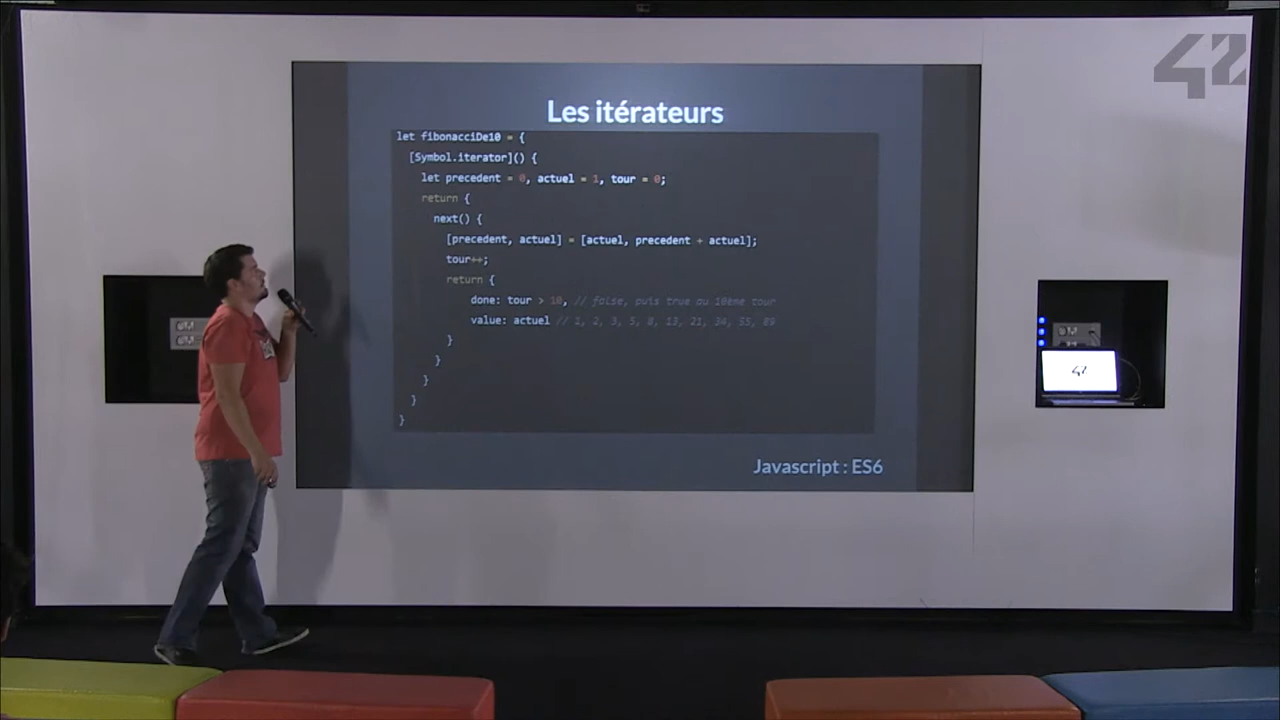 42
Les itérateurs
let fibonacciDe10 = {
[Symbol.iterator]() {
let precedent = 0, actuel = 1, tour = 0;
return {
next() {
[precedent, actuel] = [actuel, precedent + actuel];
tour++;
return {
done: tour > 10, // false, puis true au 10ème tour
value: actuel // 1, 2, 3, 5, 8, 13, 21, 34, 55, 89
}
}
}
}
}
Javascript : ES6
42